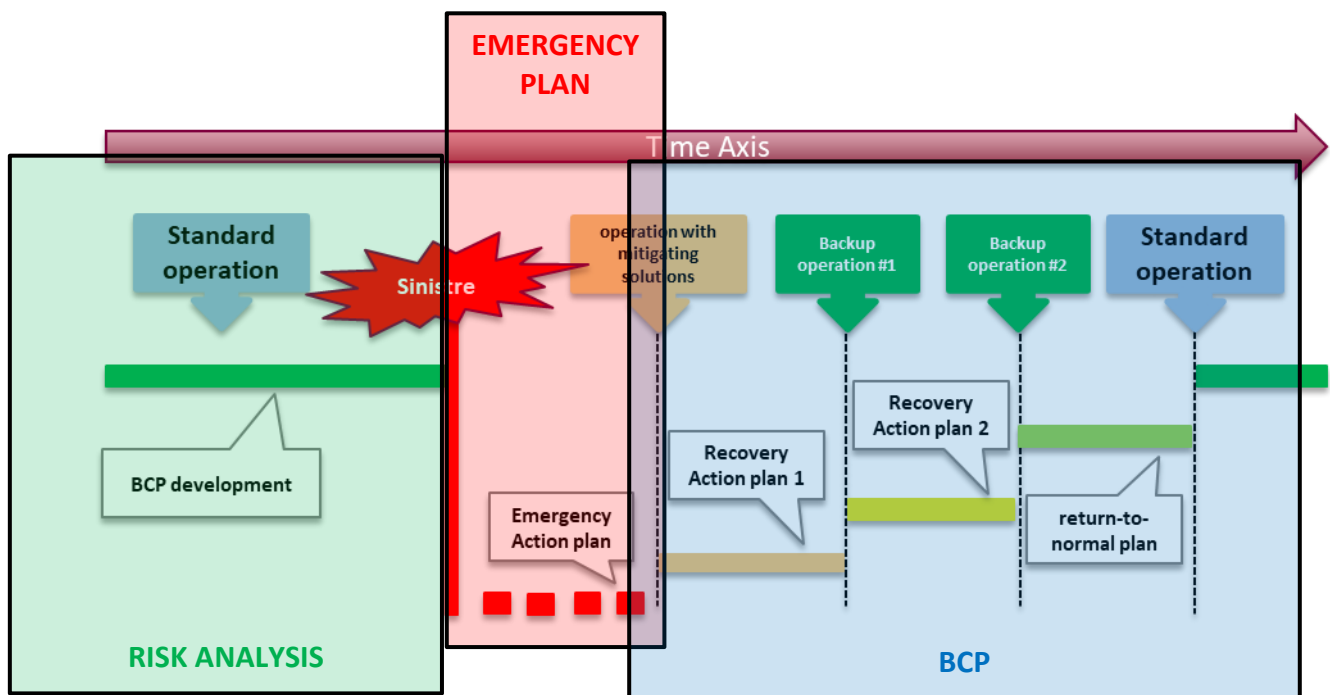 EMERGENCY
PLAN
Time Axis
Standard
operation
Sinistre
operation with
mitigating
solutions
Backup
operation #1
Backup
operation #2
Standard
operation
BCP development
Emergency
Action plan
Recovery
Action plan 1
Recovery
Action plan 2
return-to-
normal plan
RISK ANALYSIS
BCP